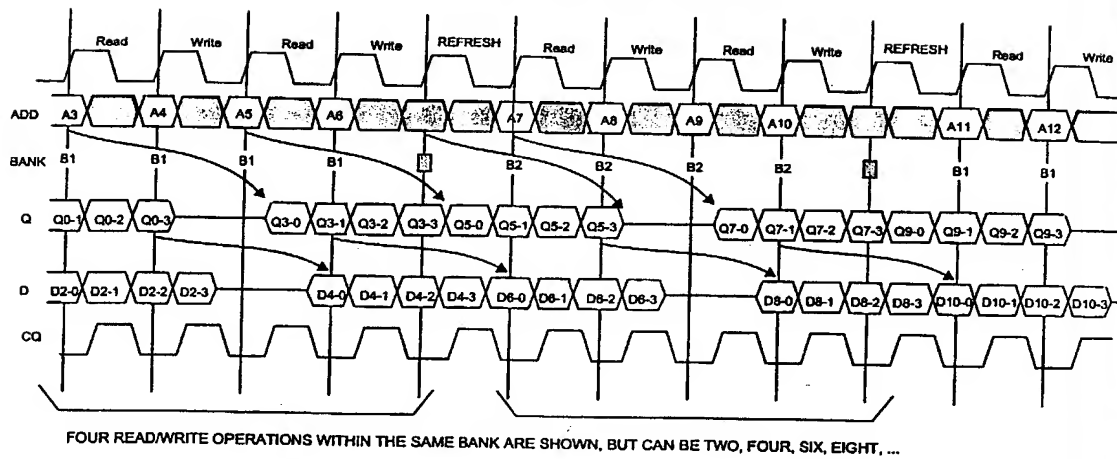 Read Write Read Write REFRESH Read Write Read Write REFRESH Read Write
ADD A3 A4 A5 A6 A7 A8 A9 A10 A11 A12
BANK B1 B1 B1 B1 B2 B2 B2 B2 B1 B1
Q Q0-1 Q0-2 Q0-3 Q3-0 Q3-1 Q3-2 Q3-3 Q5-0 Q5-1 Q5-2 Q5-3 Q7-0 Q7-1 Q7-2 Q7-3 Q9-0 Q9-1 Q9-2 Q9-3
D D2-0 D2-1 D2-2 D2-3 D4-0 D4-1 D4-2 D4-3 D6-0 D6-1 D6-2 D6-3 D8-0 D8-1 D8-2 D8-3 D10-0 D10-1 D10-2 D10-3
CQ
FOUR READ/WRITE OPERATIONS WITHIN THE SAME BANK ARE SHOWN, BUT CAN BE TWO, FOUR, SIX, EIGHT, ...